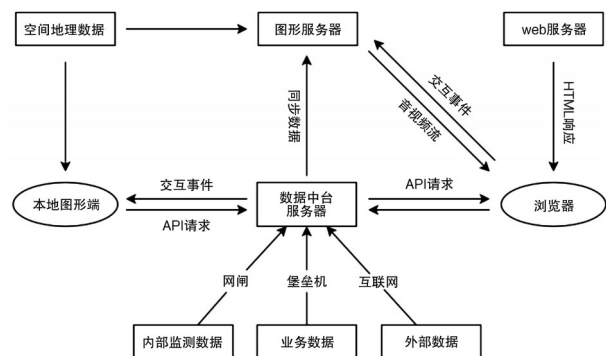 空间地理数据
图形服务器
web服务器
同步数据
交互事件
音视频流
HTML响应
本地图形端
交互事件
API请求
数据中台
服务器
API请求
浏览器
网闸
堡垒机
互联网
内部监测数据
业务数据
外部数据